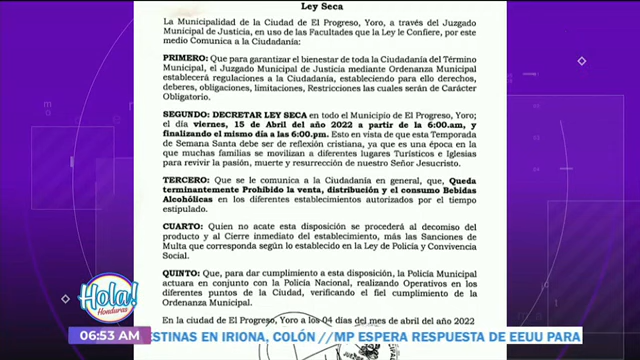 Ley Seca
La Municipalidad de la Ciudad de El Progreso, Yoro, a través del Juzgado
Municipal de Justicia, en uso de las Facultades que la Ley le Confiere, por este
medio Comunica a la Ciudadanía:
PRIMERO: Que para garantizar el bienestar de toda la Ciudadanía del Término
Municipal, el Juzgado Municipal de Justicia mediante Ordenanza Municipal
establecerá regulaciones a la Ciudadanía, estableciendo para ello derechos,
deberes, obligaciones, limitaciones, Restricciones las cuales serán de Carácter
Obligatorio.
SEGUNDO: DECRETAR LEY SECA en todo el Municipio de El Progreso, Yoro;
el día viernes, 15 de Abril del año 2022 a partir de la 6:00am, y
finalizando el mismo día a las 6:00pm. Esto en vista de que esta Temporada
de Semana Santa debe ser de reflexión cristiana, ya que es una época en la
que muchas familias se movilizan a diferentes lugares Turísticos e Iglesias
para revivir la pasión, muerte y resurrección de nuestro Señor Jesucristo.
TERCERO: Que se le comunica a la Ciudadanía en general, que, Queda
terminantemente Prohibido la venta, distribución y el consumo Bebidas
Alcohólicas en los diferentes establecimientos autorizados por el tiempo
estipulado.
CUARTO: Quien no acate esta disposición se procederá al decomiso del
producto y al Cierre inmediato del establecimiento, más las Sanciones de
Multa que corresponda según lo establecido en la Ley de Policía y Convivencia
Social.
QUINTO: Que, para dar cumplimiento a esta disposición, la Policía Municipal
actuara en conjunto con la Policía Nacional, realizando Operativos en los
diferentes puntos de la Ciudad, verificando el fiel cumplimiento de la
Ordenanza Municipal.
En la ciudad de El Progreso, Yoro a los 04 días del mes de abril del año 2022
Hola!
Honduras
06:53 AM
ESTINAS EN IRIONA, COLÓN //MP ESPERA RESPUESTA DE EEUU PARA